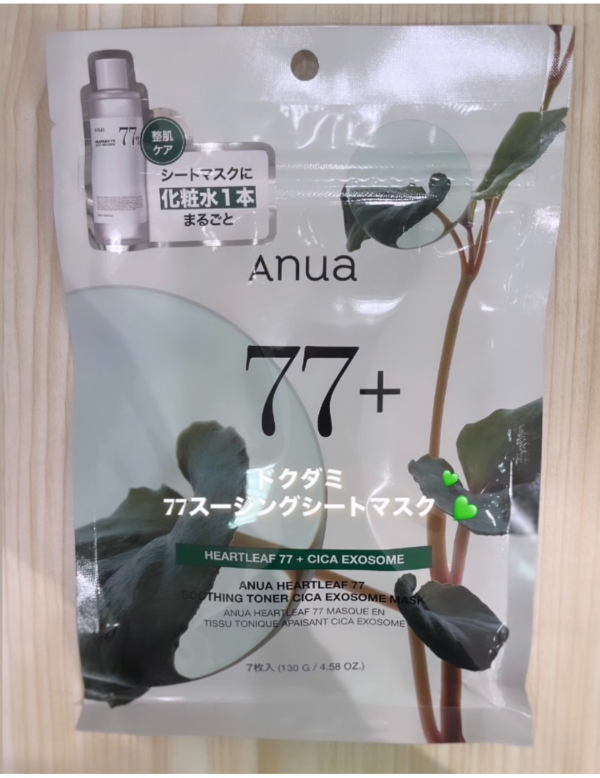 77
整肌
ケア
シートマスクに
化粧水1本
まるごと
Anua
77+
ドクダミ
77スージングシートマスク
HEARTLEAF 77 + CICA EXOSOME
ANUA HEARTLEAF 77
SOOTHING TONER CICA EXOSOME MASK
ANUA HEARTLEAF 77 MASQUE EN
TISSU TONIQUE APAISANT CICA EXOSOME
7枚入 (130 G / 4.58 OZ.)